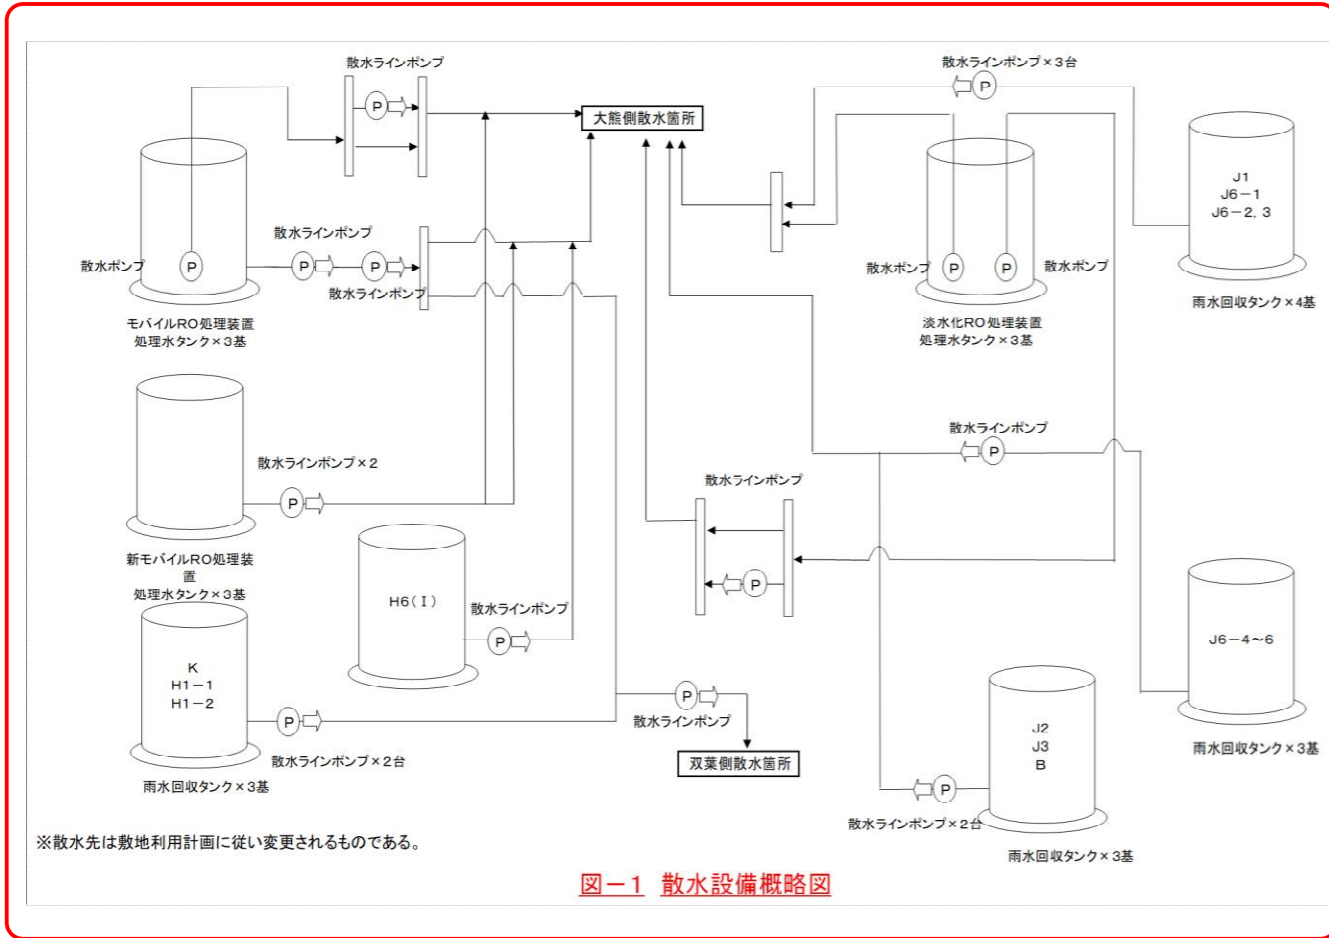 散水ラインポンプ
P
散水ポンプ
P
モバイルRO処理装置
処理水タンク×3基
散水ラインポンプ
P
P
散水ラインポンプ
大熊側散水箇所
散水ラインポンプ×3台
P
散水ポンプ
P
P
散水ポンプ
淡水化RO処理装置
処理水タンク×3基
J1
J6-1
J6-2,3
雨水回収タンク×4基
散水ラインポンプ×2
P
新モバイルRO処理装
置
処理水タンク×3基
H6(I)
散水ラインポンプ
P
K
H1-1
H1-2
P
散水ラインポンプ×2台
雨水回収タンク×3基
散水ラインポンプ
P
散水ラインポンプ
P
P
散水ラインポンプ
双葉側散水箇所
J6-4~6
雨水回収タンク×3基
J2
J3
B
P
散水ラインポンプ×2台
雨水回収タンク×3基
※散水先は敷地利用計画に従い変更されるものである。
図-1 散水設備概略図